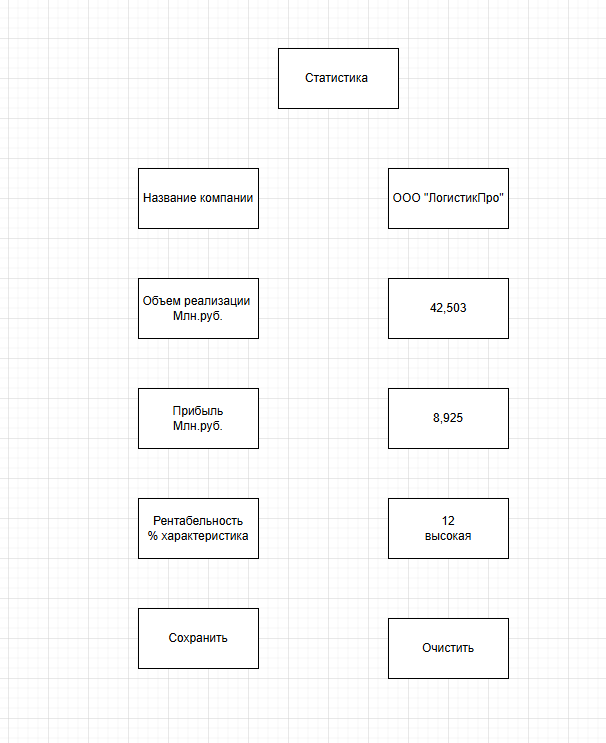 Статистика
Название компании
ООО "ЛогистикПро"
Объем реализации
Млн.руб.
42,503
Прибыль
Млн.руб.
8,925
Рентабельность
% характеристика
12
высокая
Сохранить
Очистить